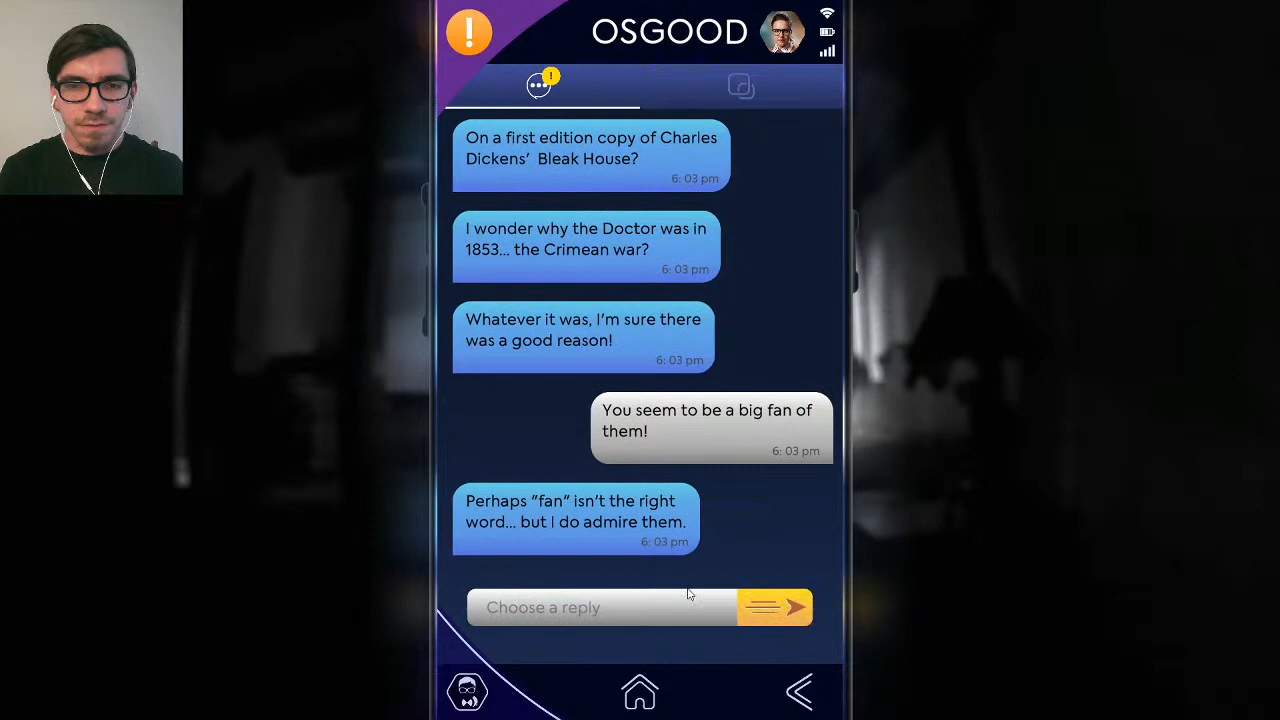 OSGOOD
On a first edition copy of Charles
Dickens'  Bleak House?
6: 03 pm
I wonder why the Doctor was in
1853... the Crimean war?
6: 03 pm
Whatever it was, I'm sure there
was a good reason!
6: 03 pm
You seem to be a big fan of
them!
6: 03 pm
Perhaps "fan" isn't the right
word... but I do admire them.
6: 03 pm
Choose a reply